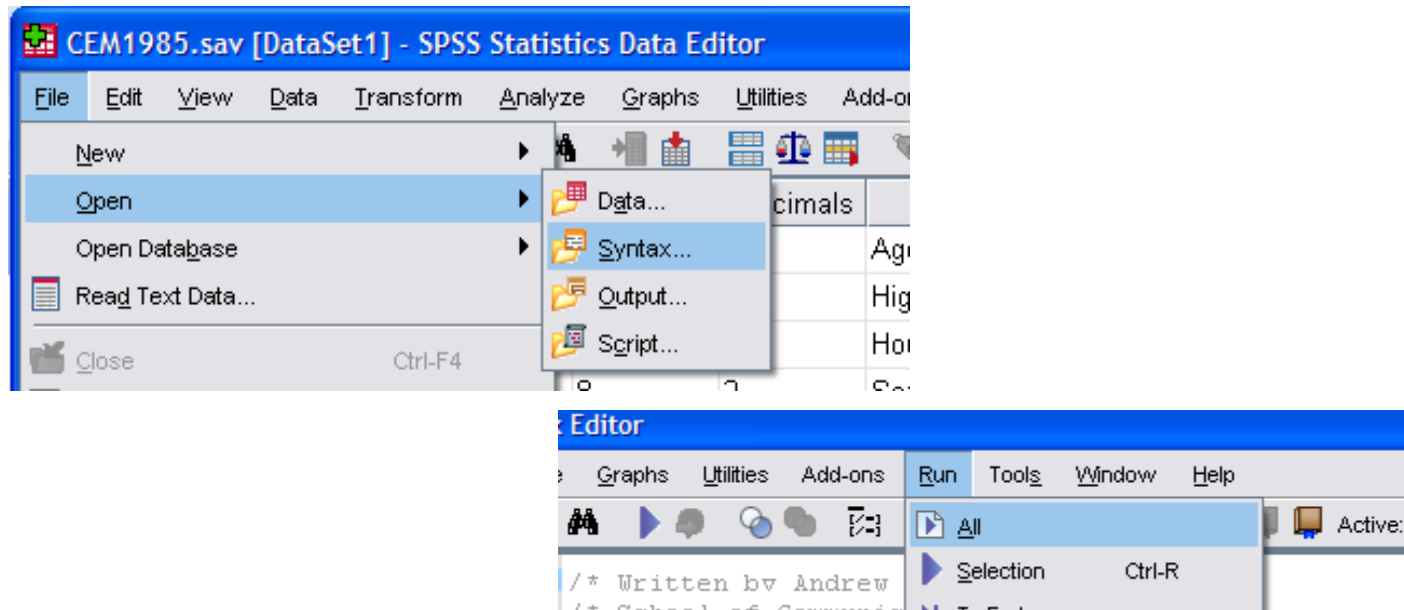 CEM1985.sav [DataSet1] - SPSS Statistics Data Editor
File Edit View Data Transform Analyze Graphs Utilities
New
Open
Data...
cimals
Open Database
Syntax...
Read Text Data...
Output...
Close Ctrl-F4
Script...
Editor
Graphs Utilities Add-ons Run Tools Window Help
All
Active:
Selection Ctrl-R
/* Written by Andrew